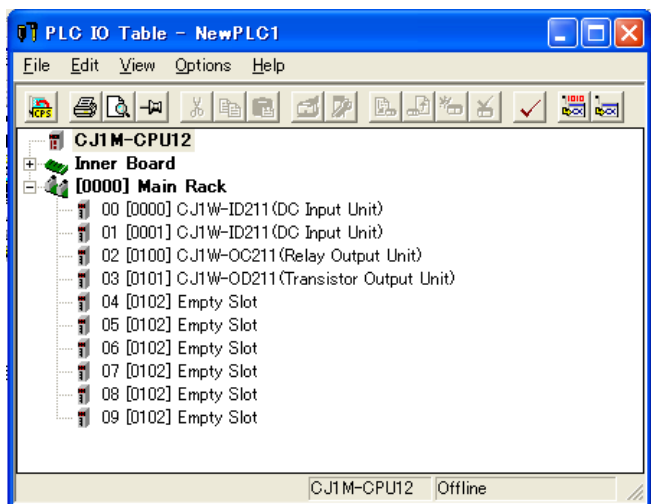 PLC IO Table - NewPLC1
File Edit View Options Help
NCPS
1010
CJ1M-CPU12
Inner Board
[0000] Main Rack
00 [0000] CJ1W-ID211(DC Input Unit)
01 [0001] CJ1W-ID211(DC Input Unit)
02 [0100] CJ1W-OC211(Relay Output Unit)
03 [0101] CJ1W-OD211(Transistor Output Unit)
04 [0102] Empty Slot
05 [0102] Empty Slot
06 [0102] Empty Slot
07 [0102] Empty Slot
08 [0102] Empty Slot
09 [0102] Empty Slot
CJ1M-CPU12 Offline